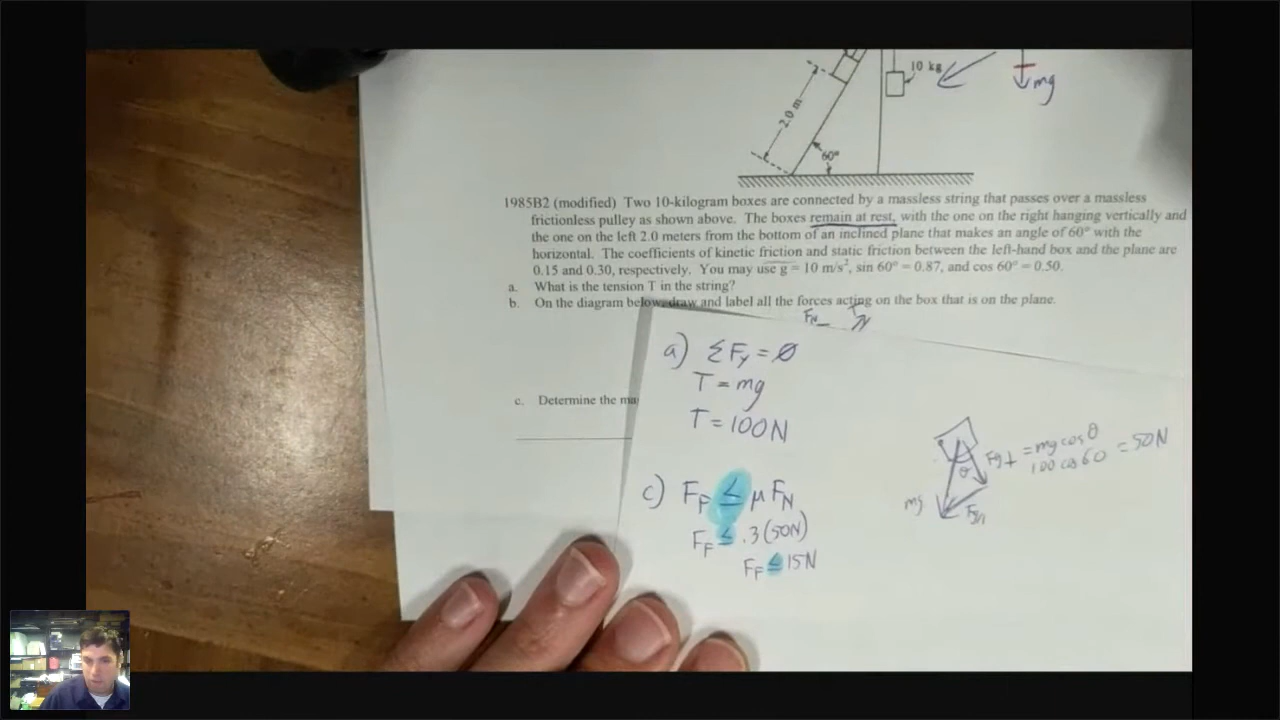 10 kg
mg
2.0 m
60°
1985B2 (modified) Two 10-kilogram boxes are connected by a massless string that passes over a massless
frictionless pulley as shown above. The boxes remain at rest, with the one on the right hanging vertically and
the one on the left 2.0 meters from the bottom of an inclined plane that makes an angle of 60° with the
horizontal. The coefficients of kinetic friction and static friction between the left-hand box and the plane are
0.15 and 0.30, respectively. You may use g = 10 m/s², sin 60° = 0.87, and cos 60° = 0.50.
a. What is the tension T in the string?
b. On the diagram below, draw and label all the forces acting on the box that is on the plane.
FN
a) ΣFy = 0
T = mg
T = 100N
c. Determine the
Fg⊥ = mg cos θ
100 cos 60 = 50N
θ
mg
Fg//
c) FF ≤ μ FN
FF ≤ .3 (50N)
FF ≤ 15N